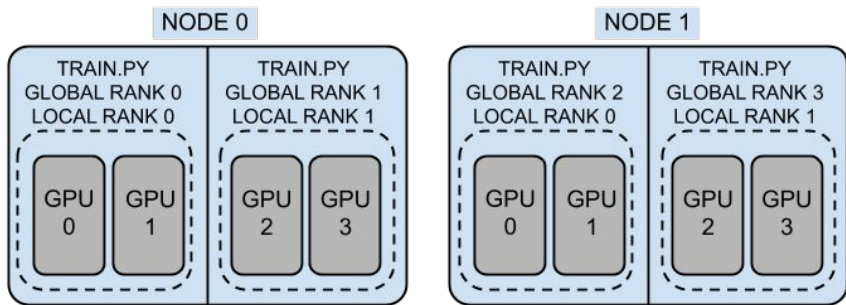 NODE 0
TRAIN.PY
GLOBAL RANK 0
LOCAL RANK 0
GPU
0
GPU
1
TRAIN.PY
GLOBAL RANK 1
LOCAL RANK 1
GPU
2
GPU
3
NODE 1
TRAIN.PY
GLOBAL RANK 2
LOCAL RANK 0
GPU
0
GPU
1
TRAIN.PY
GLOBAL RANK 3
LOCAL RANK 1
GPU
2
GPU
3